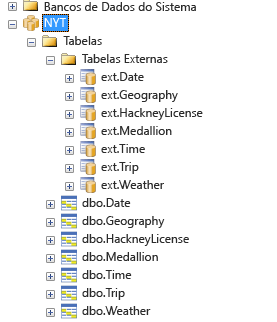 Bancos de Dados do Sistema
NYT
Tabelas
Tabelas Externas
ext.Date
ext.Geography
ext.HackneyLicense
ext.Medallion
ext.Time
ext.Trip
ext.Weather
dbo.Date
dbo.Geography
dbo.HackneyLicense
dbo.Medallion
dbo.Time
dbo.Trip
dbo.Weather